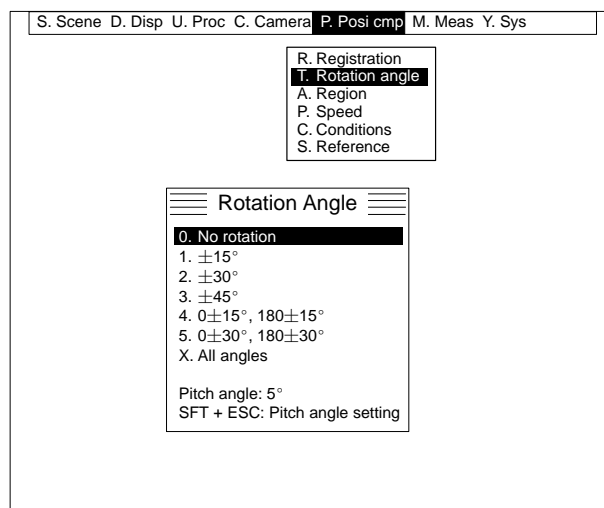 S. Scene D. Disp U. Proc C. Camera P. Posi cmp M. Meas Y. Sys
R. Registration
T. Rotation angle
A. Region
P. Speed
C. Conditions
S. Reference
Rotation Angle
0. No rotation
1. ±15°
2. ±30°
3. ±45°
4. 0±15°, 180±15°
5. 0±30°, 180±30°
X. All angles
Pitch angle: 5°
SFT + ESC: Pitch angle setting